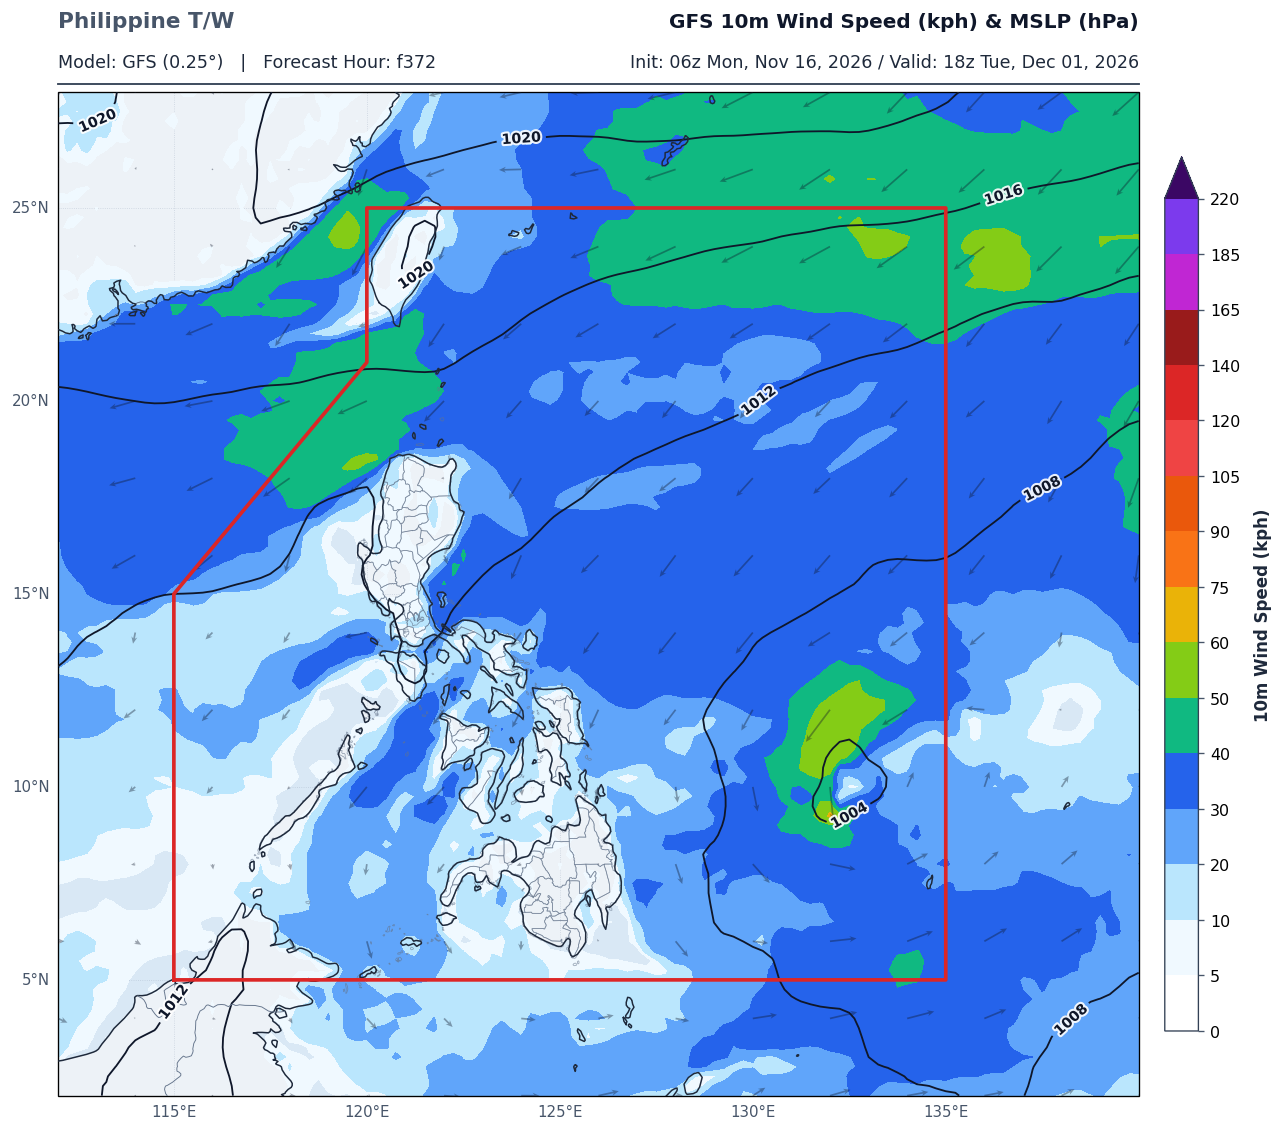 Philippine T/W
GFS 10m Wind Speed (kph) & MSLP (hPa)
Model: GFS (0.25°) | Forecast Hour: f372
Init: 06z Mon, Nov 16, 2026 / Valid: 18z Tue, Dec 01, 2026
1020
1020
1016
1020
1012
1008
1004
1012
1008
25°N
20°N
15°N
10°N
5°N
115°E
120°E
125°E
130°E
135°E
220
185
165
140
120
105
90
75
60
50
40
30
20
10
5
0
10m Wind Speed (kph)